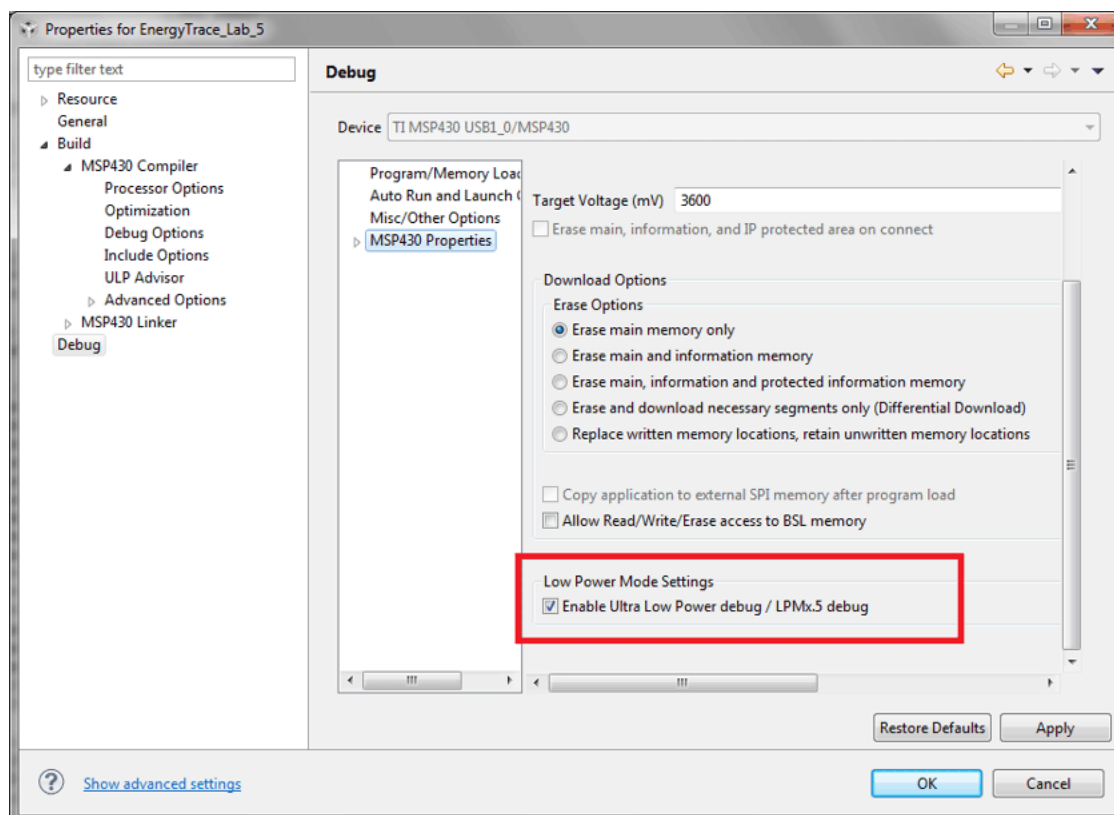 Properties for EnergyTrace_Lab_5
type filter text
Resource
General
Build
MSP430 Compiler
Processor Options
Optimization
Debug Options
Include Options
ULP Advisor
Advanced Options
MSP430 Linker
Debug
Debug
Device TI MSP430 USB1_0/MSP430
Program/Memory Load
Auto Run and Launch
Misc/Other Options
MSP430 Properties
Target Voltage (mV) 3600
Erase main, information, and IP protected area on connect
Download Options
Erase Options
Erase main memory only
Erase main and information memory
Erase main, information and protected information memory
Erase and download necessary segments only (Differential Download)
Replace written memory locations, retain unwritten memory locations
Copy application to external SPI memory after program load
Allow Read/Write/Erase access to BSL memory
Low Power Mode Settings
Enable Ultra Low Power debug / LPMx.5 debug
Restore Defaults Apply
? Show advanced settings OK Cancel